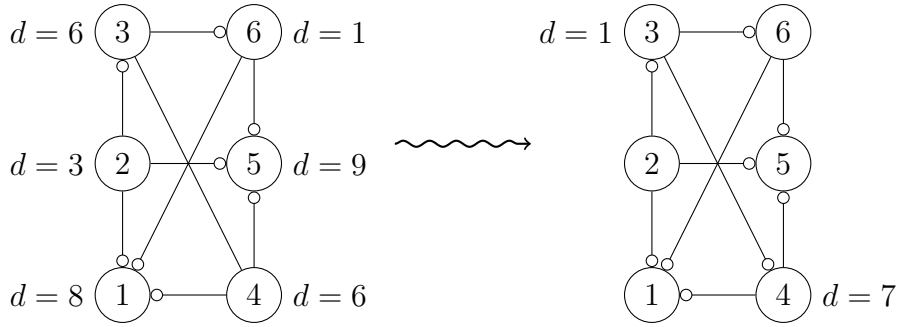 d = 6 3 6 d = 1 d = 1 3 6
d = 3 2 5 d = 9 2 5
d = 8 1 4 d = 6 1 4 d = 7